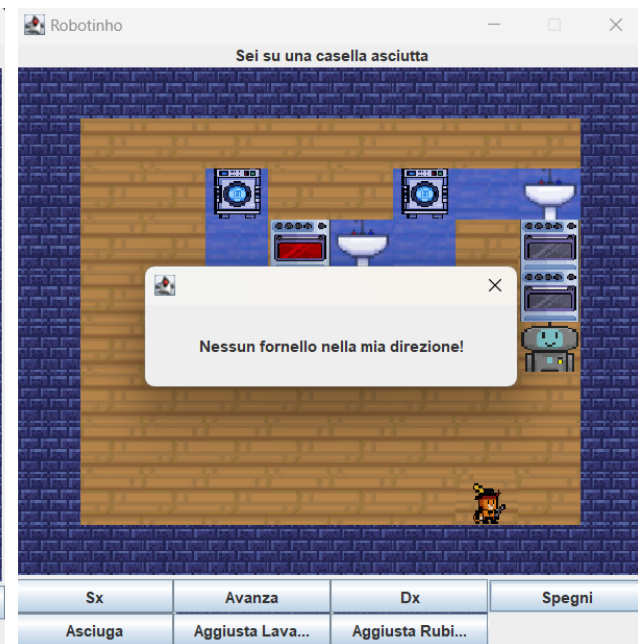 Robotinho
Sei su una casella asciutta
Nessun fornello nella mia direzione!
Sx
Avanza
Dx
Spegni
Asciuga
Aggiusta Lava...
Aggiusta Rubi...